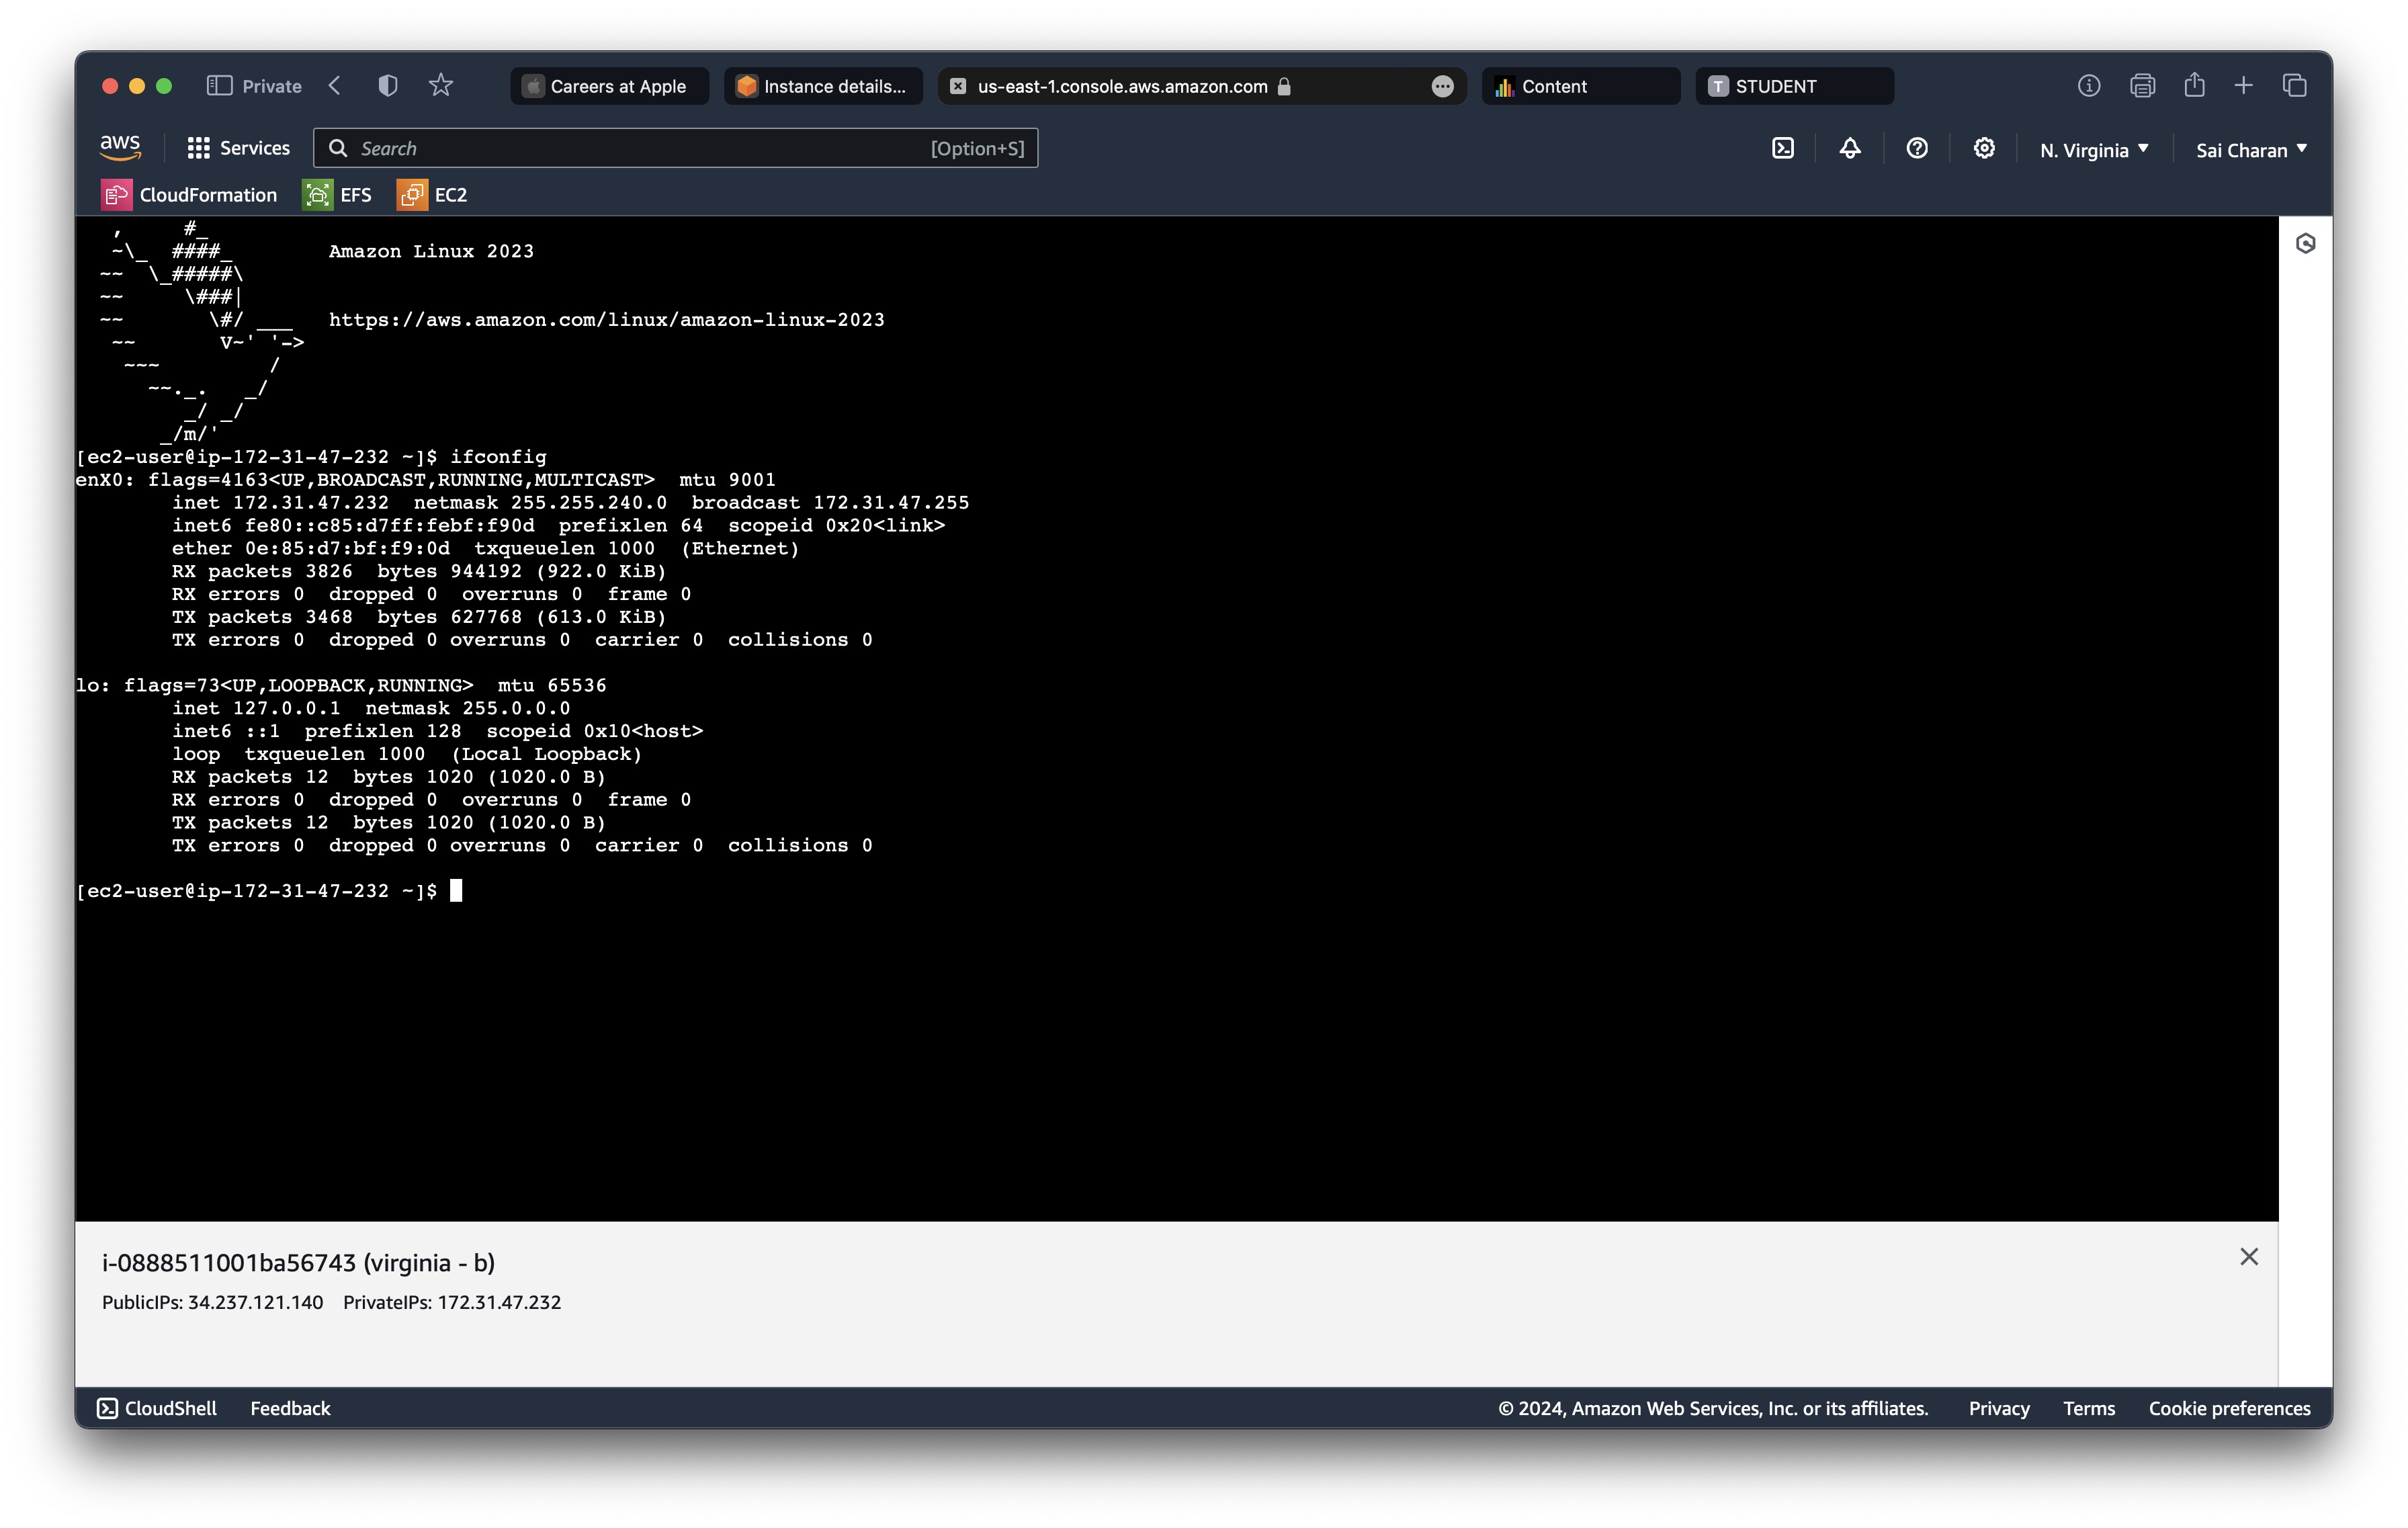 Private Careers at Apple Instance details... us-east-1.console.aws.amazon.com Content T STUDENT
aws Services Search [Option+S] N. Virginia Sai Charan
CloudFormation EFS EC2
   ,     #_
   ~\_  ####_        Amazon Linux 2023
  ~~  \_#####\
  ~~     \###|
  ~~       \#/ ___   https://aws.amazon.com/linux/amazon-linux-2023
   ~~       V~' '->
    ~~~         /
      ~~._.   _/
         _/ _/
       _/m/'
[ec2-user@ip-172-31-47-232 ~]$ ifconfig
enX0: flags=4163<UP,BROADCAST,RUNNING,MULTICAST>  mtu 9001
        inet 172.31.47.232  netmask 255.255.240.0  broadcast 172.31.47.255
        inet6 fe80::c85:d7ff:febf:f90d  prefixlen 64  scopeid 0x20<link>
        ether 0e:85:d7:bf:f9:0d  txqueuelen 1000  (Ethernet)
        RX packets 3826  bytes 944192 (922.0 KiB)
        RX errors 0  dropped 0  overruns 0  frame 0
        TX packets 3468  bytes 627768 (613.0 KiB)
        TX errors 0  dropped 0 overruns 0  carrier 0  collisions 0
lo: flags=73<UP,LOOPBACK,RUNNING>  mtu 65536
        inet 127.0.0.1  netmask 255.0.0.0
        inet6 ::1  prefixlen 128  scopeid 0x10<host>
        loop  txqueuelen 1000  (Local Loopback)
        RX packets 12  bytes 1020 (1020.0 B)
        RX errors 0  dropped 0  overruns 0  frame 0
        TX packets 12  bytes 1020 (1020.0 B)
        TX errors 0  dropped 0 overruns 0  carrier 0  collisions 0
[ec2-user@ip-172-31-47-232 ~]$
i-0888511001ba56743 (virginia - b)
PublicIPs: 34.237.121.140 PrivateIPs: 172.31.47.232
CloudShell Feedback © 2024, Amazon Web Services, Inc. or its affiliates. Privacy Terms Cookie preferences